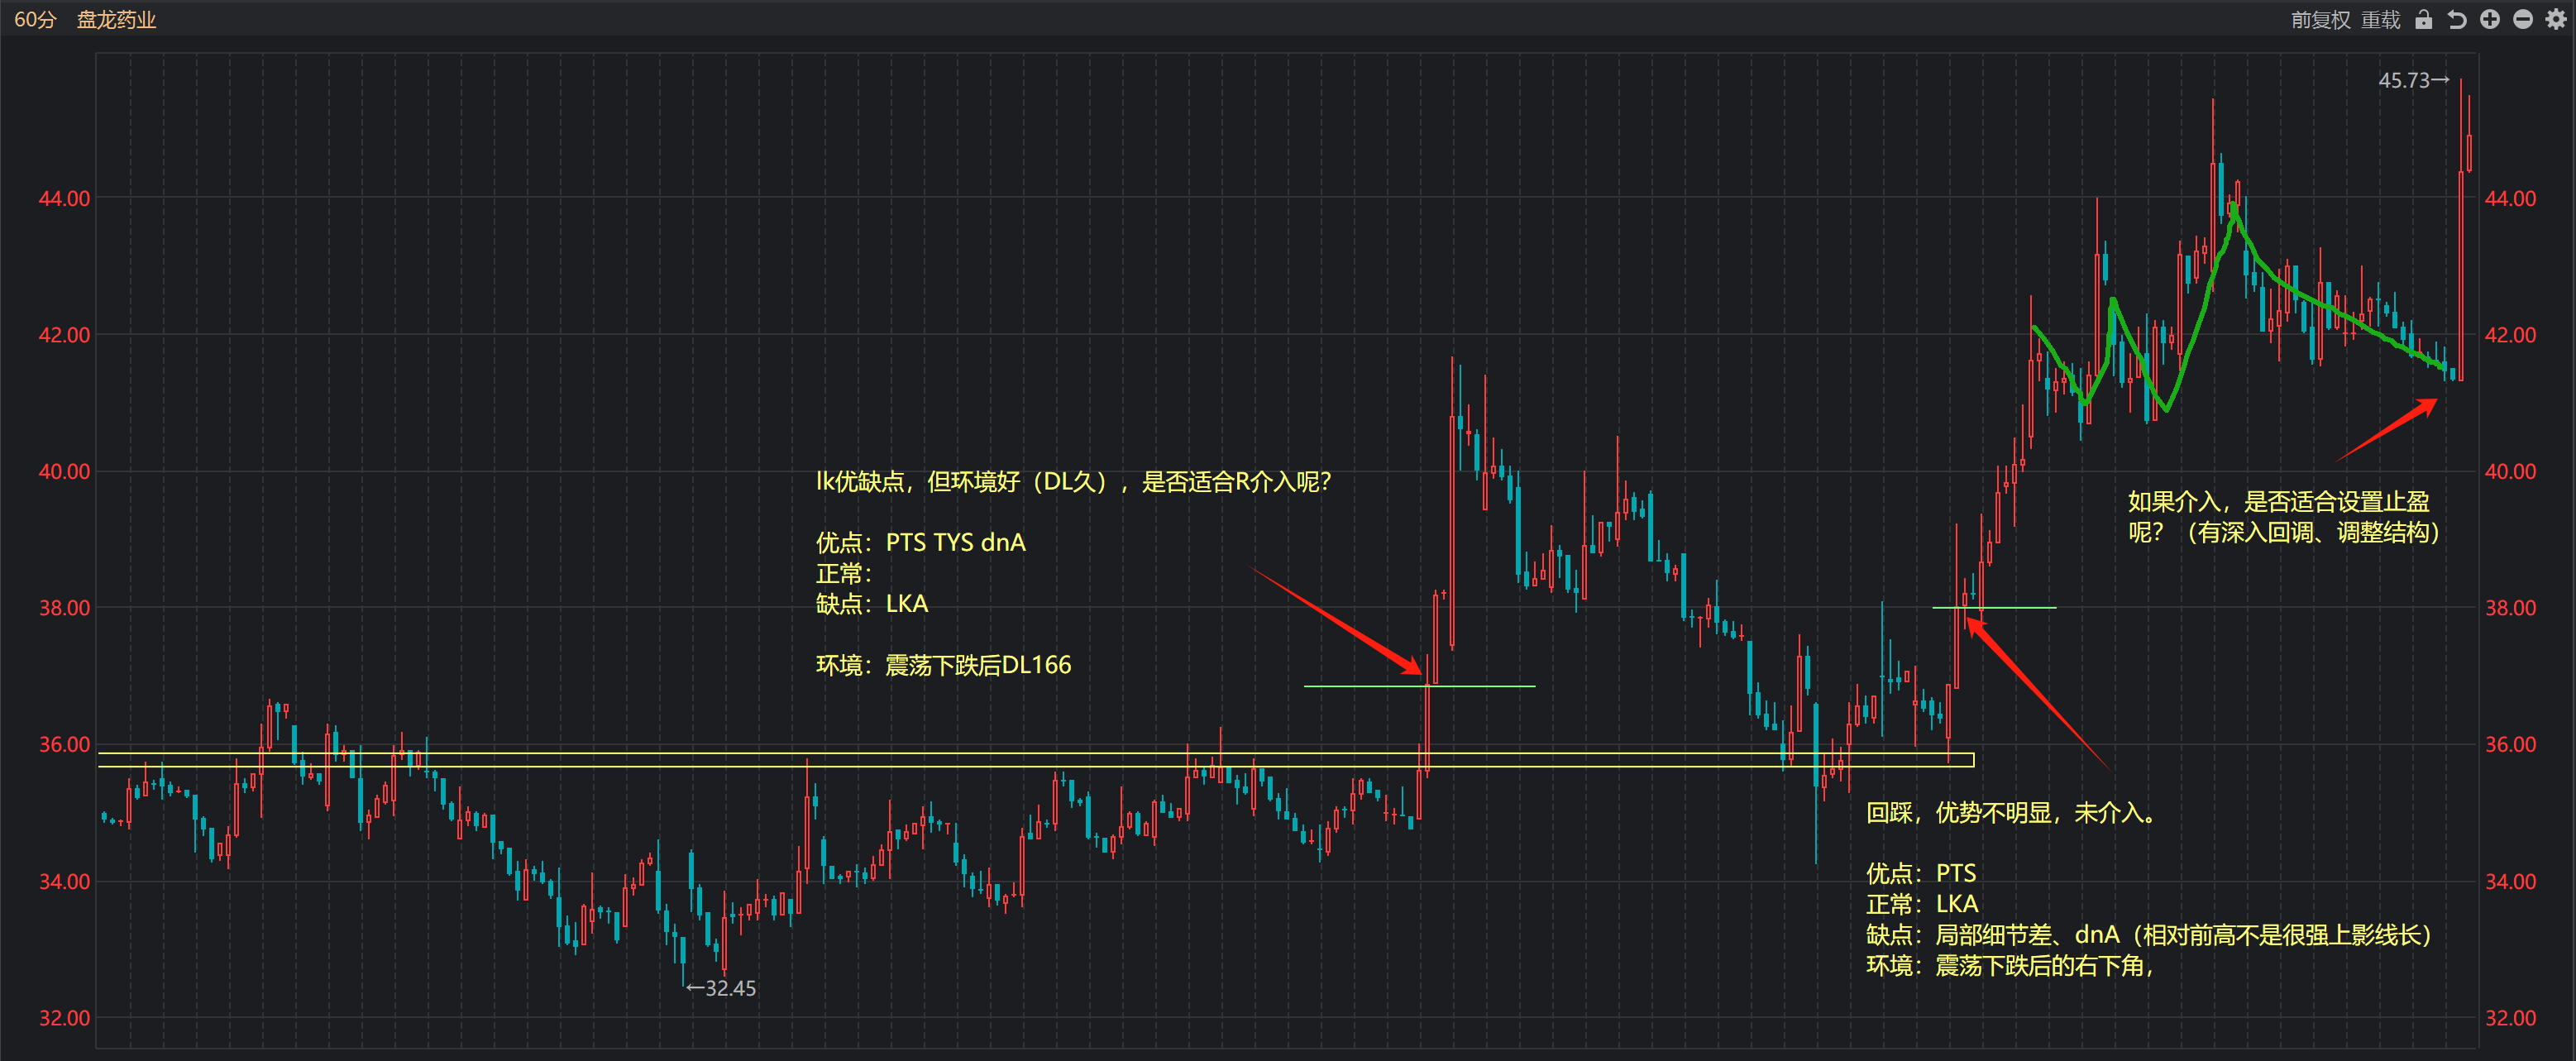 60分 盘龙药业
前复权 重载
45.73→
44.00
44.00
42.00
42.00
40.00
40.00
38.00
38.00
36.00
36.00
34.00
34.00
32.00
32.00
lk优缺点，但环境好（DL久），是否适合R介入呢？
优点：PTS TYS dnA
正常：
缺点：LKA
环境：震荡下跌后DL166
如果介入，是否适合设置止盈
呢？（有深入回调、调整结构）
回踩，优势不明显，未介入。
优点：PTS
正常：LKA
缺点：局部细节差、dnA（相对前高不是很强上影线长）
环境：震荡下跌后的右下角，
←32.45